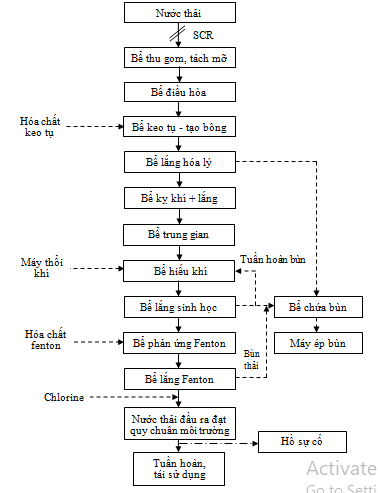 Nước thải
SCR
Bể thu gom, tách mỡ
Bể điều hòa
Hóa chất
keo tụ
Bể keo tụ - tạo bông
Bể lắng hóa lý
Bể kỵ khí + lắng
Bể trung gian
Tuần hoàn bùn
Máy thổi
khí
Bể hiếu khí
Bể lắng sinh học
Bể chứa bùn
Hóa chất
fenton
Bể phản ứng Fenton
Máy ép bùn
Bùn
thải
Bể lắng Fenton
Chlorine
Nước thải đầu ra đạt
quy chuẩn môi trường
Hồ sự cố
Tuần hoàn,
tái sử dụng
Activate
Go to Setti